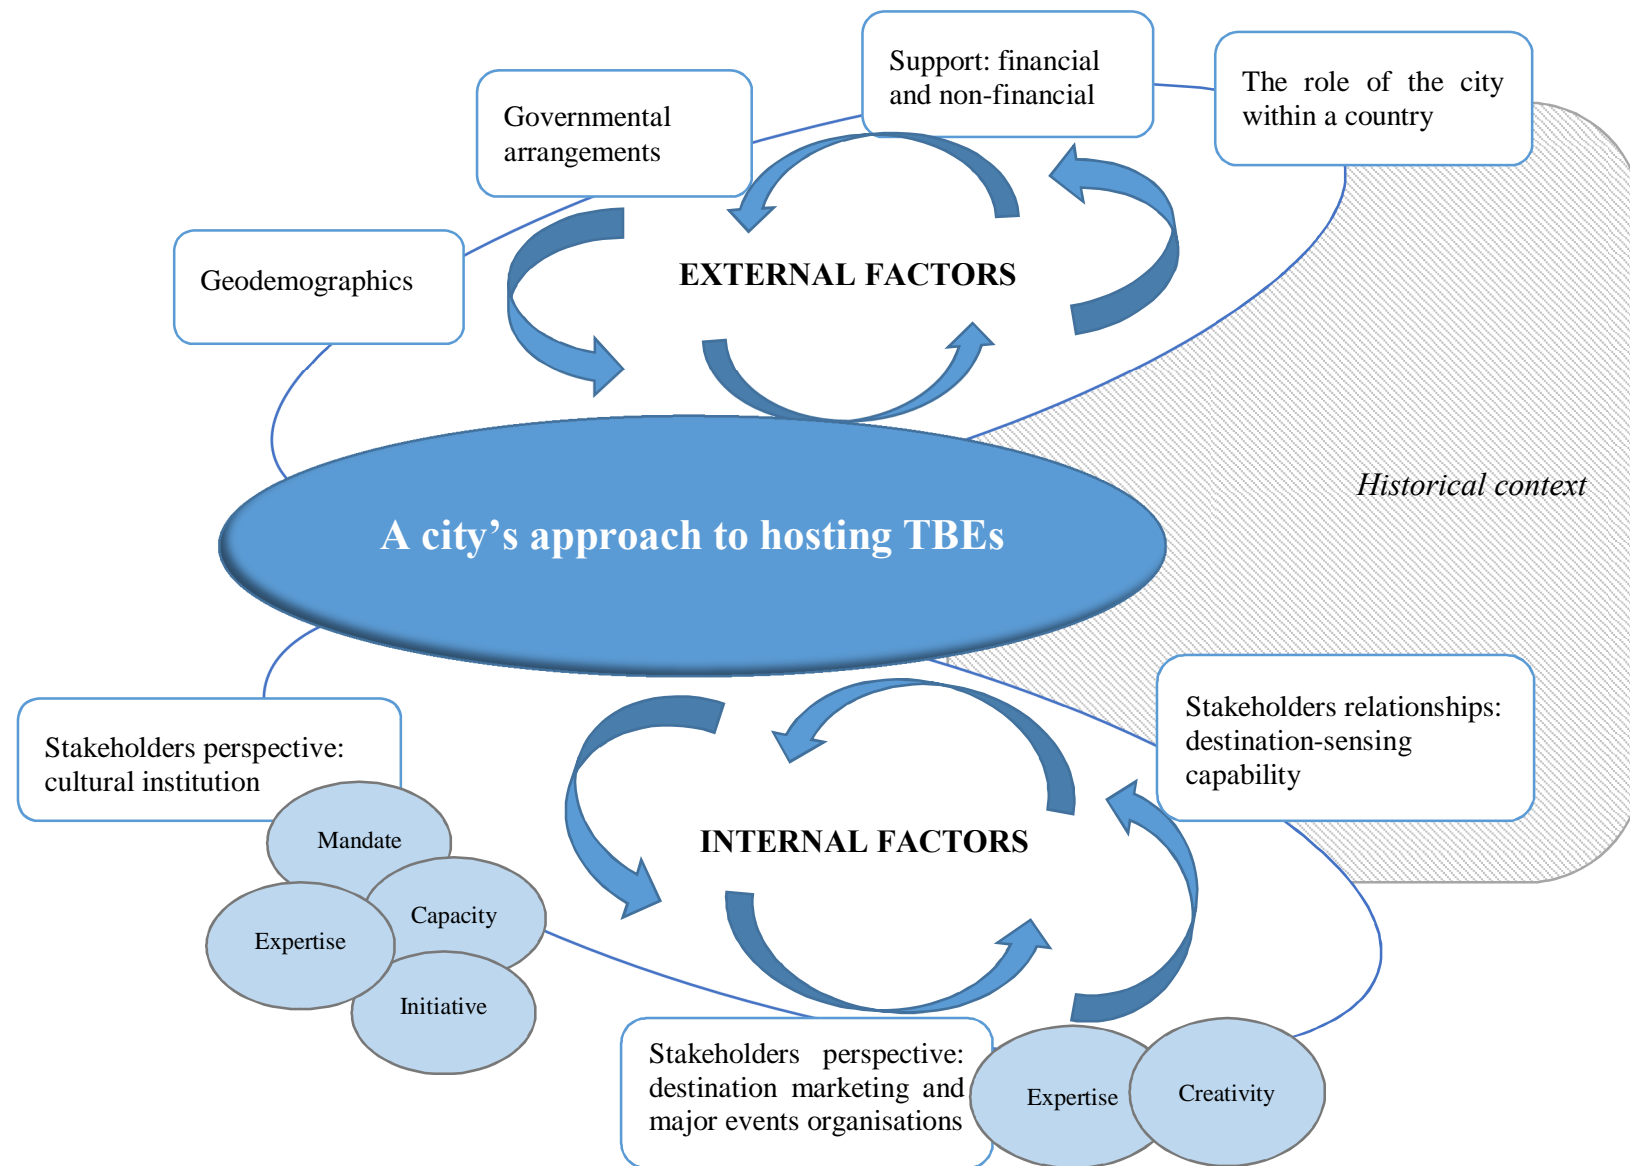 Support: financial
and non-financial
The role of the city
within a country
Governmental
arrangements
Geodemographics
EXTERNAL FACTORS
Historical context
A city’s approach to hosting TBEs
Stakeholders perspective:
cultural institution
Mandate
Capacity
Expertise
Initiative
INTERNAL FACTORS
Stakeholders relationships:
destination-sensing
capability
Stakeholders perspective:
destination marketing and
major events organisations
Expertise
Creativity